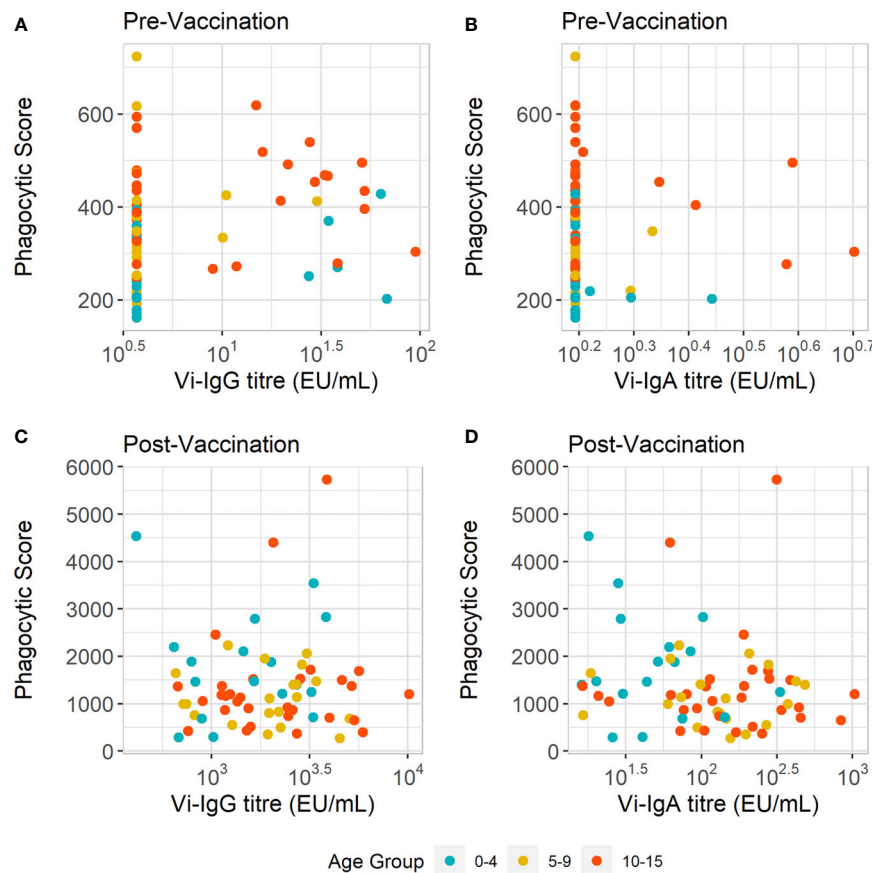 A Pre-Vaccination
Phagocytic Score
600
400
200
10^0.5 10^1 10^1.5 10^2
Vi-IgG titre (EU/mL)
B Pre-Vaccination
Phagocytic Score
600
400
200
10^0.2 10^0.3 10^0.4 10^0.5 10^0.6 10^0.7
Vi-IgA titre (EU/mL)
C Post-Vaccination
Phagocytic Score
6000
5000
4000
3000
2000
1000
0
10^3 10^3.5 10^4
Vi-IgG titre (EU/mL)
D Post-Vaccination
Phagocytic Score
6000
5000
4000
3000
2000
1000
0
10^1.5 10^2 10^2.5 10^3
Vi-IgA titre (EU/mL)
Age Group 0-4 5-9 10-15